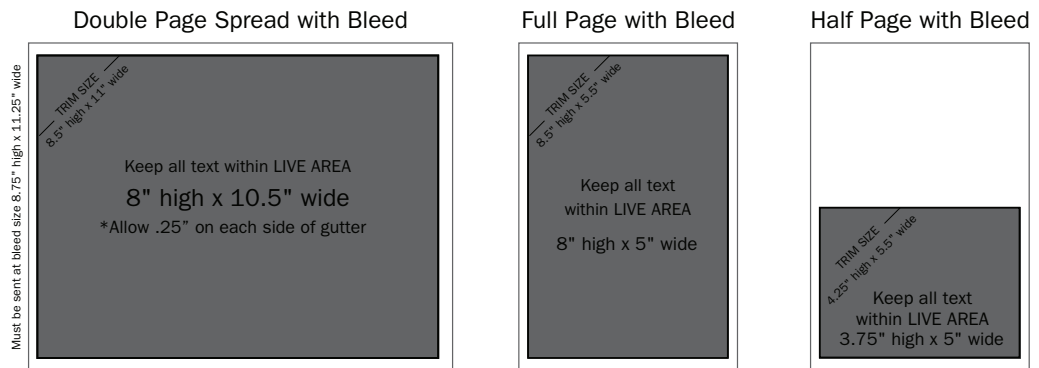 Double Page Spread with Bleed
Must be sent at bleed size 8.75" high x 11.25" wide
TRIM SIZE
8.5" high x 11" wide
Keep all text within LIVE AREA
8" high x 10.5" wide
*Allow .25” on each side of gutter
Full Page with Bleed
TRIM SIZE
8.5" high x 5.5" wide
Keep all text
within LIVE AREA
8" high x 5" wide
Half Page with Bleed
TRIM SIZE
4.25" high x 5.5" wide
Keep all text
within LIVE AREA
3.75" high x 5" wide